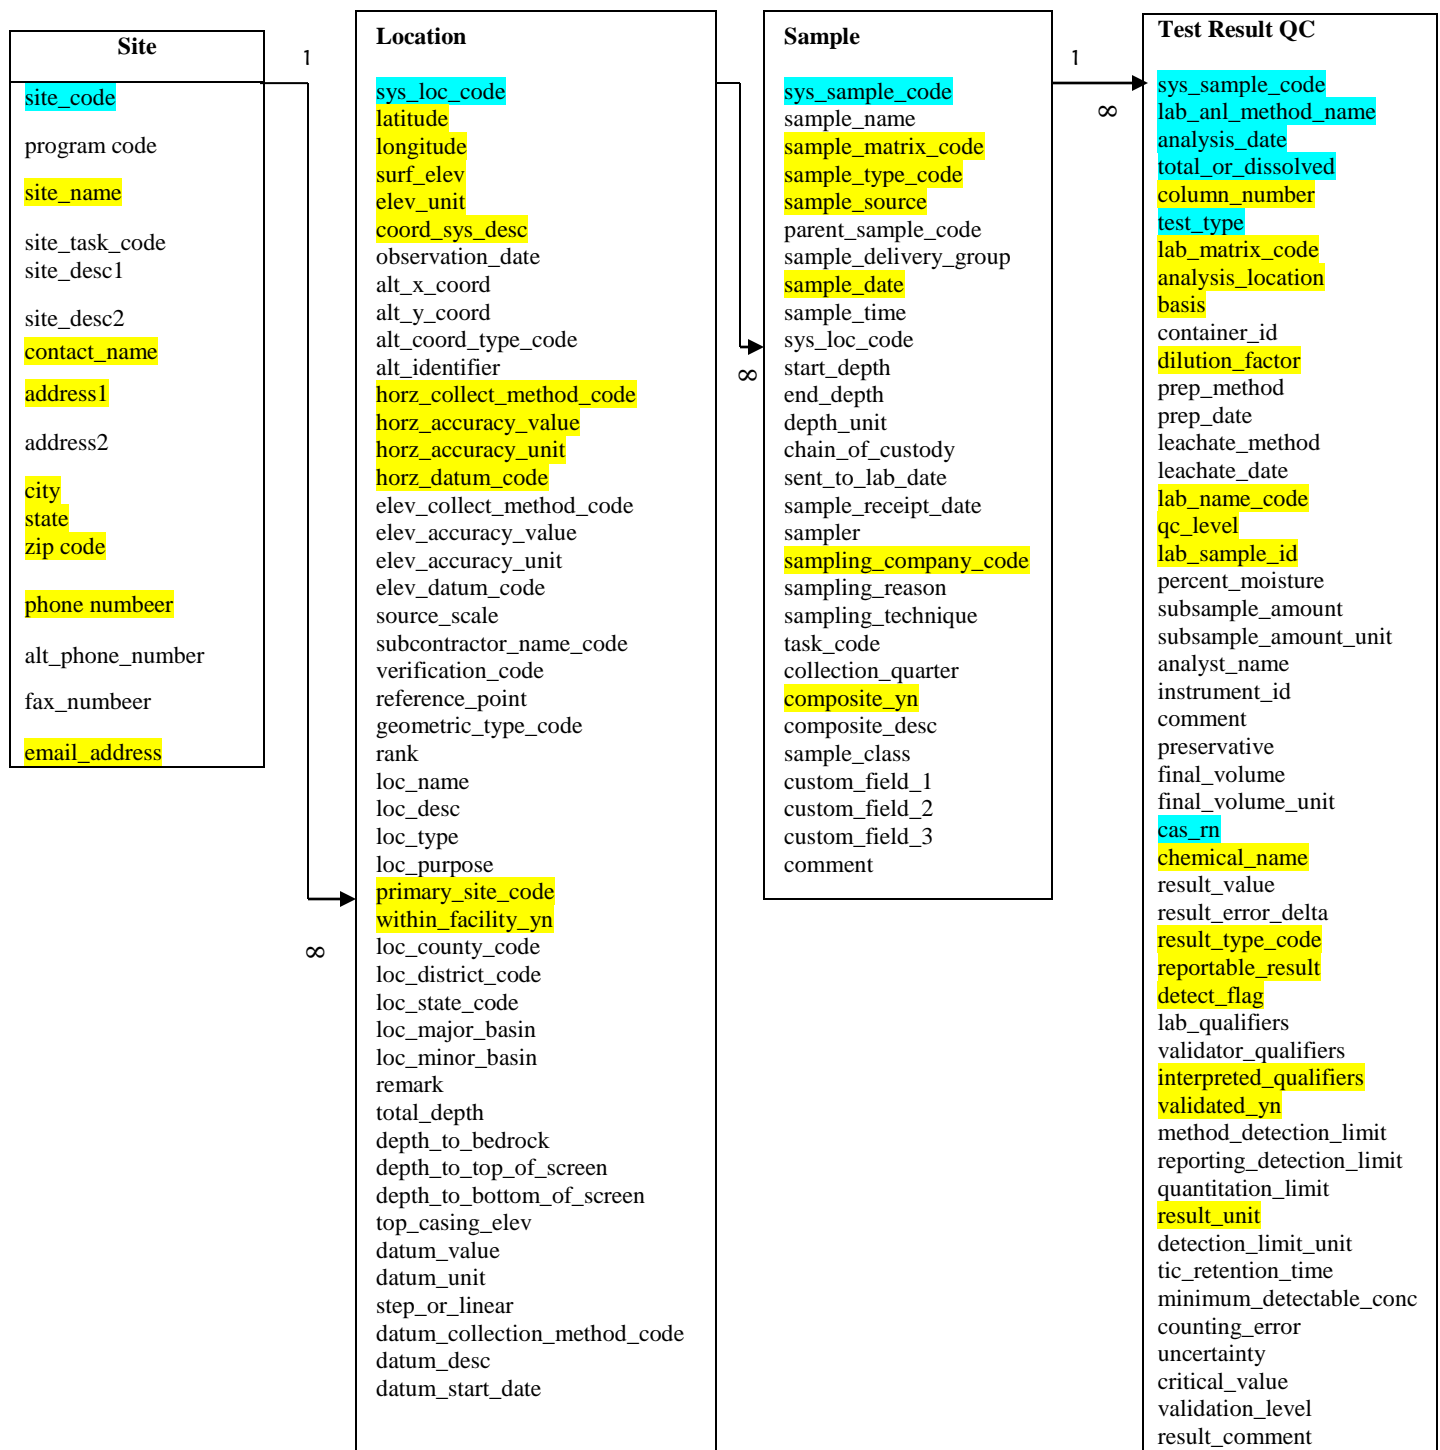 Site
site_code
program code
site_name
site_task_code
site_desc1
site_desc2
contact_name
address1
address2
city
state
zip code
phone numbeer
alt_phone_number
fax_numbeer
email_address
1
∞
Location
sys_loc_code
latitude
longitude
surf_elev
elev_unit
coord_sys_desc
observation_date
alt_x_coord
alt_y_coord
alt_coord_type_code
alt_identifier
horz_collect_method_code
horz_accuracy_value
horz_accuracy_unit
horz_datum_code
elev_collect_method_code
elev_accuracy_value
elev_accuracy_unit
elev_datum_code
source_scale
subcontractor_name_code
verification_code
reference_point
geometric_type_code
rank
loc_name
loc_desc
loc_type
loc_purpose
primary_site_code
within_facility_yn
loc_county_code
loc_district_code
loc_state_code
loc_major_basin
loc_minor_basin
remark
total_depth
depth_to_bedrock
depth_to_top_of_screen
depth_to_bottom_of_screen
top_casing_elev
datum_value
datum_unit
step_or_linear
datum_collection_method_code
datum_desc
datum_start_date
∞
Sample
sys_sample_code
sample_name
sample_matrix_code
sample_type_code
sample_source
parent_sample_code
sample_delivery_group
sample_date
sample_time
sys_loc_code
start_depth
end_depth
depth_unit
chain_of_custody
sent_to_lab_date
sample_receipt_date
sampler
sampling_company_code
sampling_reason
sampling_technique
task_code
collection_quarter
composite_yn
composite_desc
sample_class
custom_field_1
custom_field_2
custom_field_3
comment
1
∞
Test Result QC
sys_sample_code
lab_anl_method_name
analysis_date
total_or_dissolved
column_number
test_type
lab_matrix_code
analysis_location
basis
container_id
dilution_factor
prep_method
prep_date
leachate_method
leachate_date
lab_name_code
qc_level
lab_sample_id
percent_moisture
subsample_amount
subsample_amount_unit
analyst_name
instrument_id
comment
preservative
final_volume
final_volume_unit
cas_rn
chemical_name
result_value
result_error_delta
result_type_code
reportable_result
detect_flag
lab_qualifiers
validator_qualifiers
interpreted_qualifiers
validated_yn
method_detection_limit
reporting_detection_limit
quantitation_limit
result_unit
detection_limit_unit
tic_retention_time
minimum_detectable_conc
counting_error
uncertainty
critical_value
validation_level
result_comment